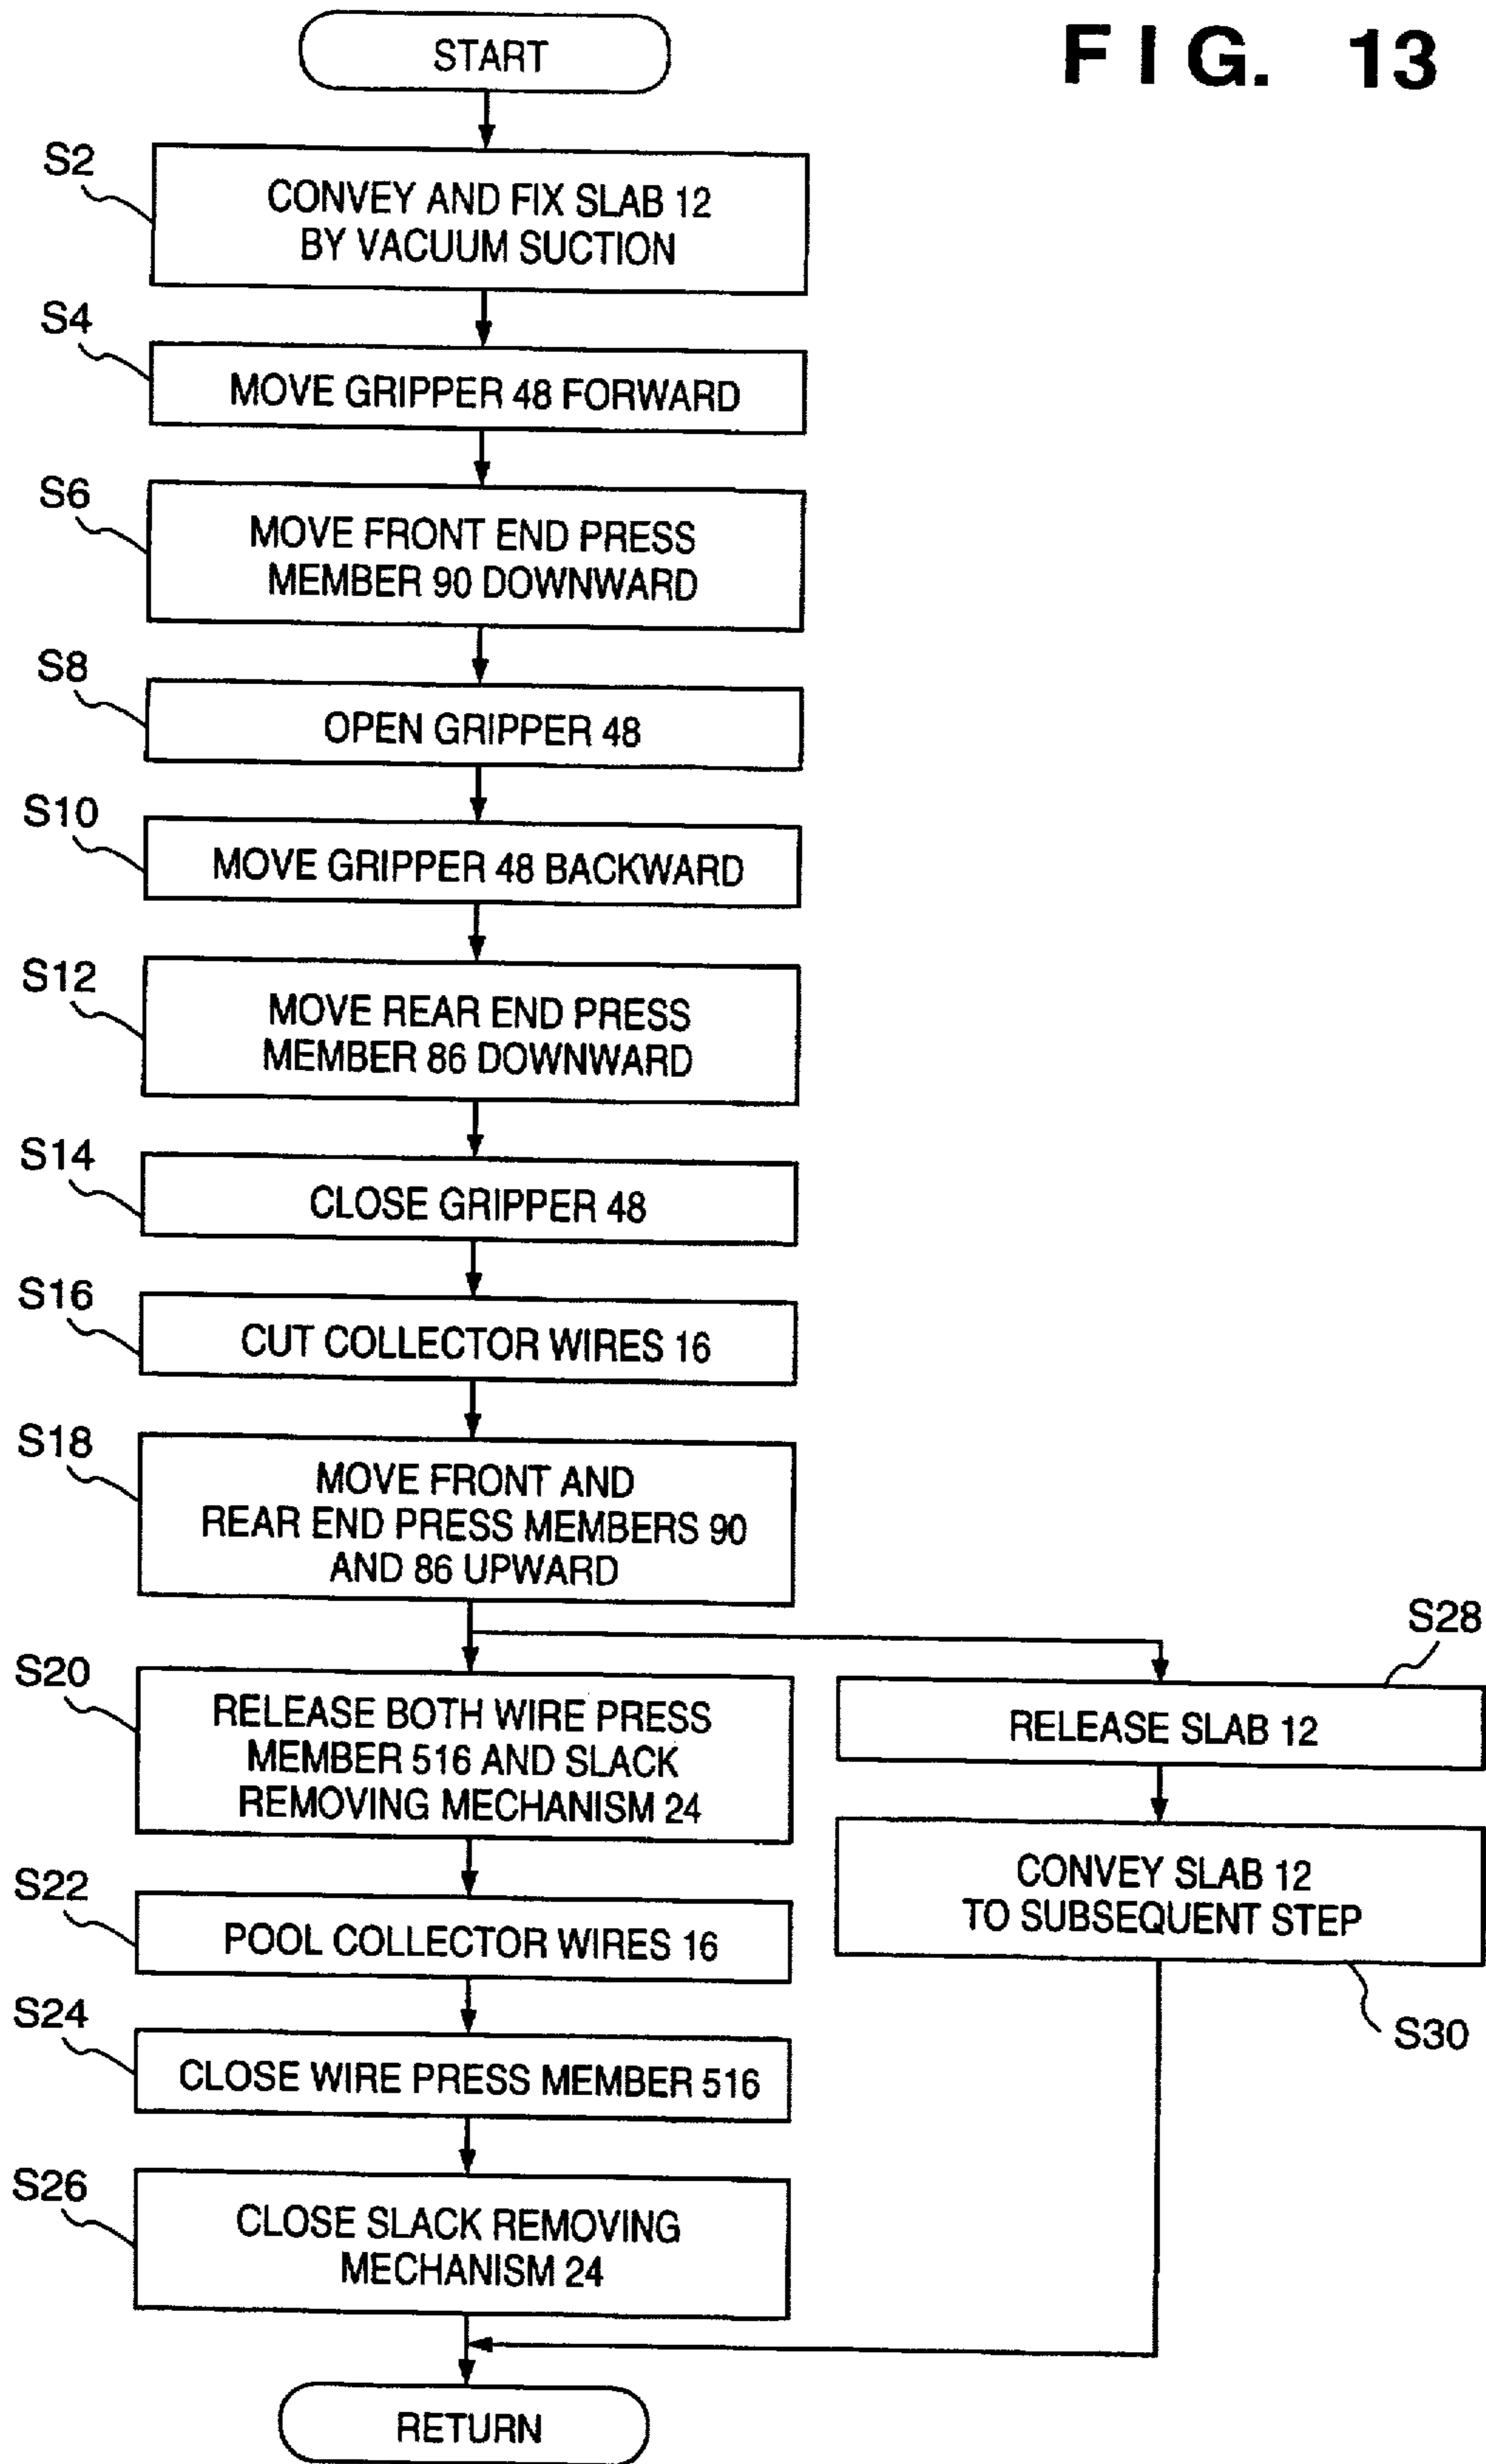 FIG. 13
START
S2
CONVEY AND FIX SLAB 12
BY VACUUM SUCTION
S4
MOVE GRIPPER 48 FORWARD
S6
MOVE FRONT END PRESS
MEMBER 90 DOWNWARD
S8
OPEN GRIPPER 48
S10
MOVE GRIPPER 48 BACKWARD
S12
MOVE REAR END PRESS
MEMBER 86 DOWNWARD
S14
CLOSE GRIPPER 48
S16
CUT COLLECTOR WIRES 16
S18
MOVE FRONT AND
REAR END PRESS MEMBERS 90
AND 86 UPWARD
S20
RELEASE BOTH WIRE PRESS
MEMBER 516 AND SLACK
REMOVING MECHANISM 24
S22
POOL COLLECTOR WIRES 16
S24
CLOSE WIRE PRESS MEMBER 516
S26
CLOSE SLACK REMOVING
MECHANISM 24
S28
RELEASE SLAB 12
CONVEY SLAB 12
TO SUBSEQUENT STEP
S30
RETURN